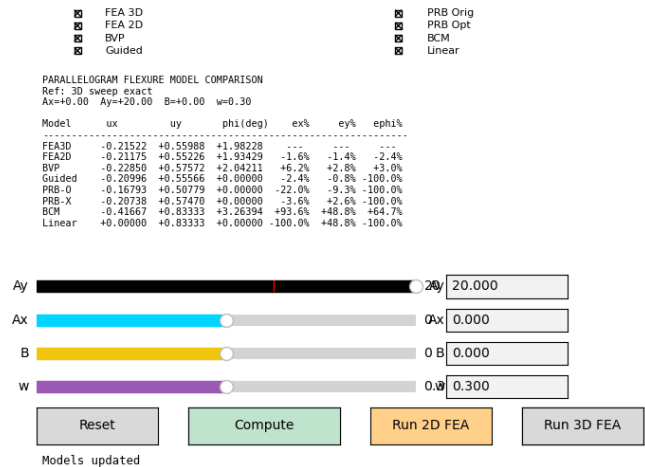 FEA 3D PRB Orig
FEA 2D PRB Opt
BVP BCM
Guided Linear
PARALLELOGRAM FLEXURE MODEL COMPARISON
Ref: 3D sweep exact
Ax=+0.00 Ay=+20.00 B=+0.00 w=0.30
Model ux uy phi(deg) ex% ey% ephi%
----------------------------------------------------------------
FEA3D -0.21522 +0.55988 +1.98228 --- --- ---
FEA2D -0.21175 +0.55226 +1.93429 -1.6% -1.4% -2.4%
BVP -0.22850 +0.57572 +2.04211 +6.2% +2.8% +3.0%
Guided -0.20996 +0.55566 +0.00000 -2.4% -0.8% -100.0%
PRB-O -0.16793 +0.50779 +0.00000 -22.0% -9.3% -100.0%
PRB-X -0.20738 +0.57470 +0.00000 -3.6% +2.6% -100.0%
BCM -0.41667 +0.83333 +3.26394 +93.6% +48.8% +64.7%
Linear +0.00000 +0.83333 +0.00000 -100.0% +48.8% -100.0%
Ay 20 Ay 20.000
Ax 0 Ax 0.000
B 0 B 0.000
w 0.3 w 0.300
Reset Compute Run 2D FEA Run 3D FEA
Models updated